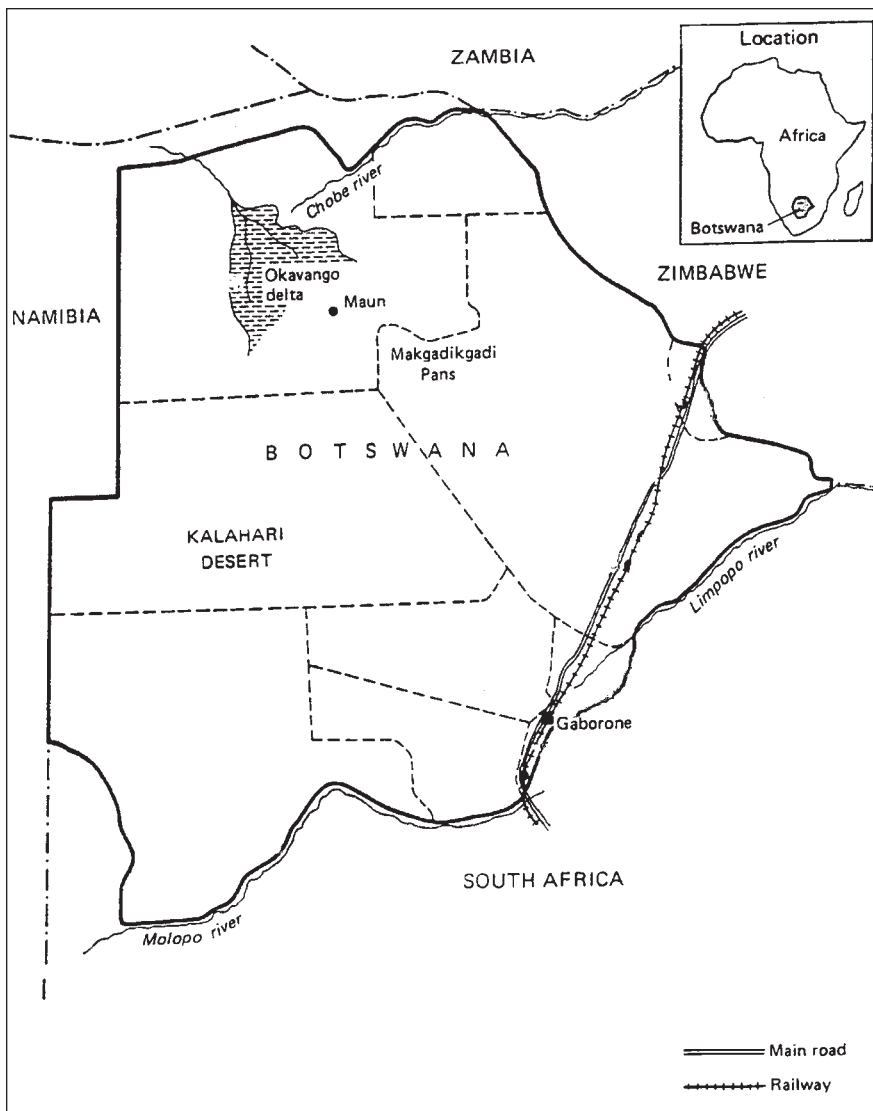 Location
ZAMBIA
Africa
Botswana
Chobe river
ZIMBABWE
Okavango
delta
Maun
NAMIBIA
Makgadikgadi
Pans
BOTSWANA
KALAHARI
DESERT
Limpopo river
Gaborone
SOUTH AFRICA
Molopo river
Main road
Railway